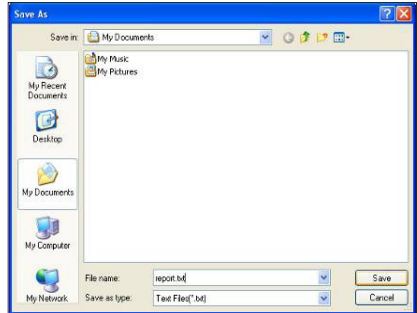 Save As
Save in:
My Documents
My Music
My Pictures
My Recent
Documents
Desktop
My Documents
My Computer
My Network
File name:
report.txt
Save
Save as type:
Text Files(*.txt)
Cancel